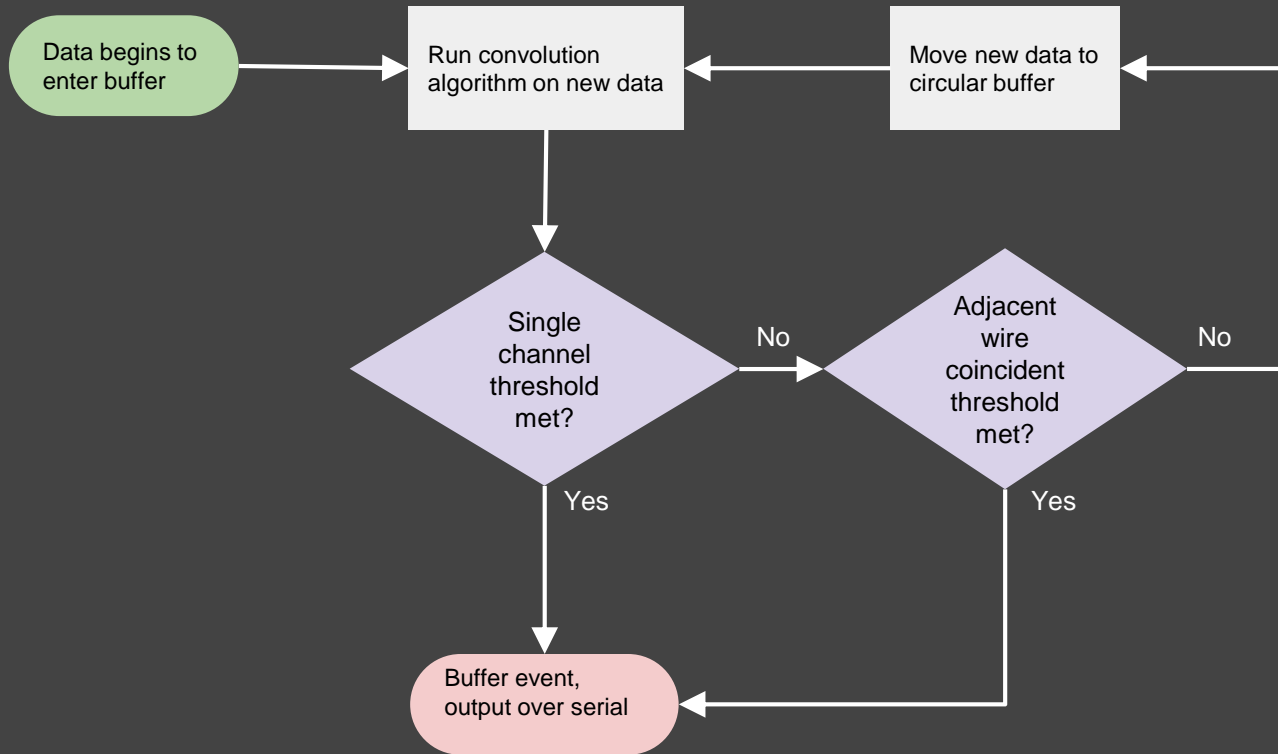 Data begins to
enter buffer
Run convolution
algorithm on new data
Move new data to
circular buffer
Single
channel
threshold
met?
No
Adjacent
wire
coincident
threshold
met?
No
Yes
Yes
Buffer event,
output over serial